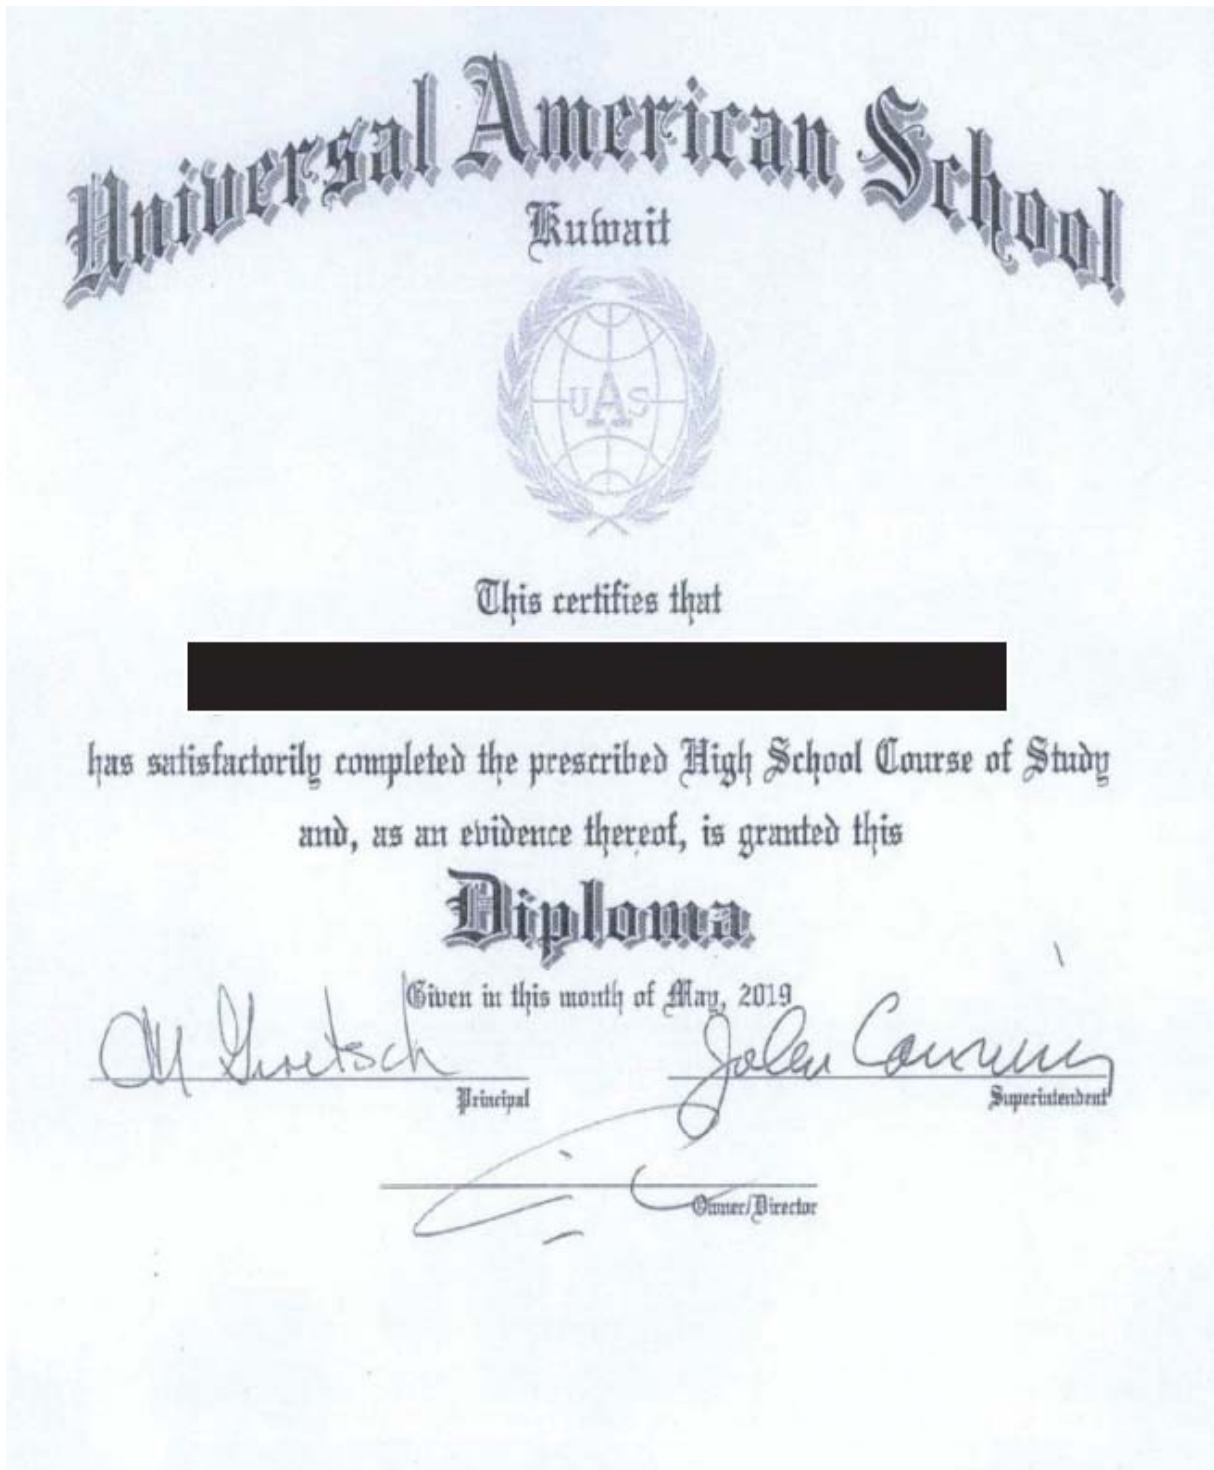 Universal American School
Kuwait
UAS
This certifies that
has satisfactorily completed the prescribed High School Course of Study
and, as an evidence thereof, is granted this
Diploma
Given in this month of May, 2019
Principal
Superintendent
Owner/Director